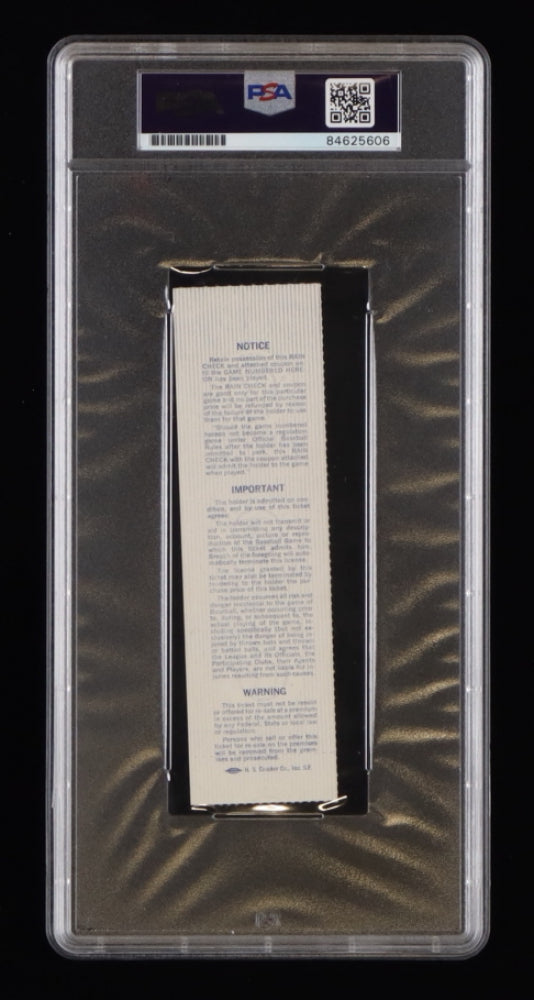 PSA
84625606
NOTICE
Retain possession of this RAIN
CHECK and attached coupon un-
til the GAME NUMBERED HERE-
ON has been played.
The RAIN CHECK and coupon
are good only for this particular
game and no part of the purchase
price will be refunded by reason
of the failure of the holder to use
them for that game.
"Should the game numbered
hereon not become a regulation
game under Official Baseball
Rules after the holder has been
admitted to park, this RAIN
CHECK with the coupon attached
will admit the holder to the game
when played."
IMPORTANT
The holder is admitted on con-
dition, and by use of this ticket
agrees:
The holder will not transmit or
aid in transmitting any descrip-
tion, account, picture or repro-
duction of the Baseball Game to
which this ticket admits him.
Breach of the foregoing will auto-
matically terminate this license.
The license granted by this
ticket may also be terminated by
tendering to the holder the pur-
chase price of this ticket.
The holder assumes all risk and
danger incidental to the game of
Baseball, whether occurring prior
to, during, or subsequent to, the
actual playing of the game, in-
cluding specifically (but not ex-
clusively) the danger of being in-
jured by thrown bats and thrown
or batted balls, and agrees that
the League and its Officials, the
Participating Clubs, their Agents
and Players, are not liable for in-
juries resulting from such causes.
WARNING
This ticket must not be resold
or offered for re-sale at a premium
in excess of the amount allowed
by any Federal, State or local law
or regulation.
Persons who sell or offer this
ticket for re-sale on the premises
will be removed from the prem-
ises and prosecuted.
H. S. Crocker Co., Inc. S.F.